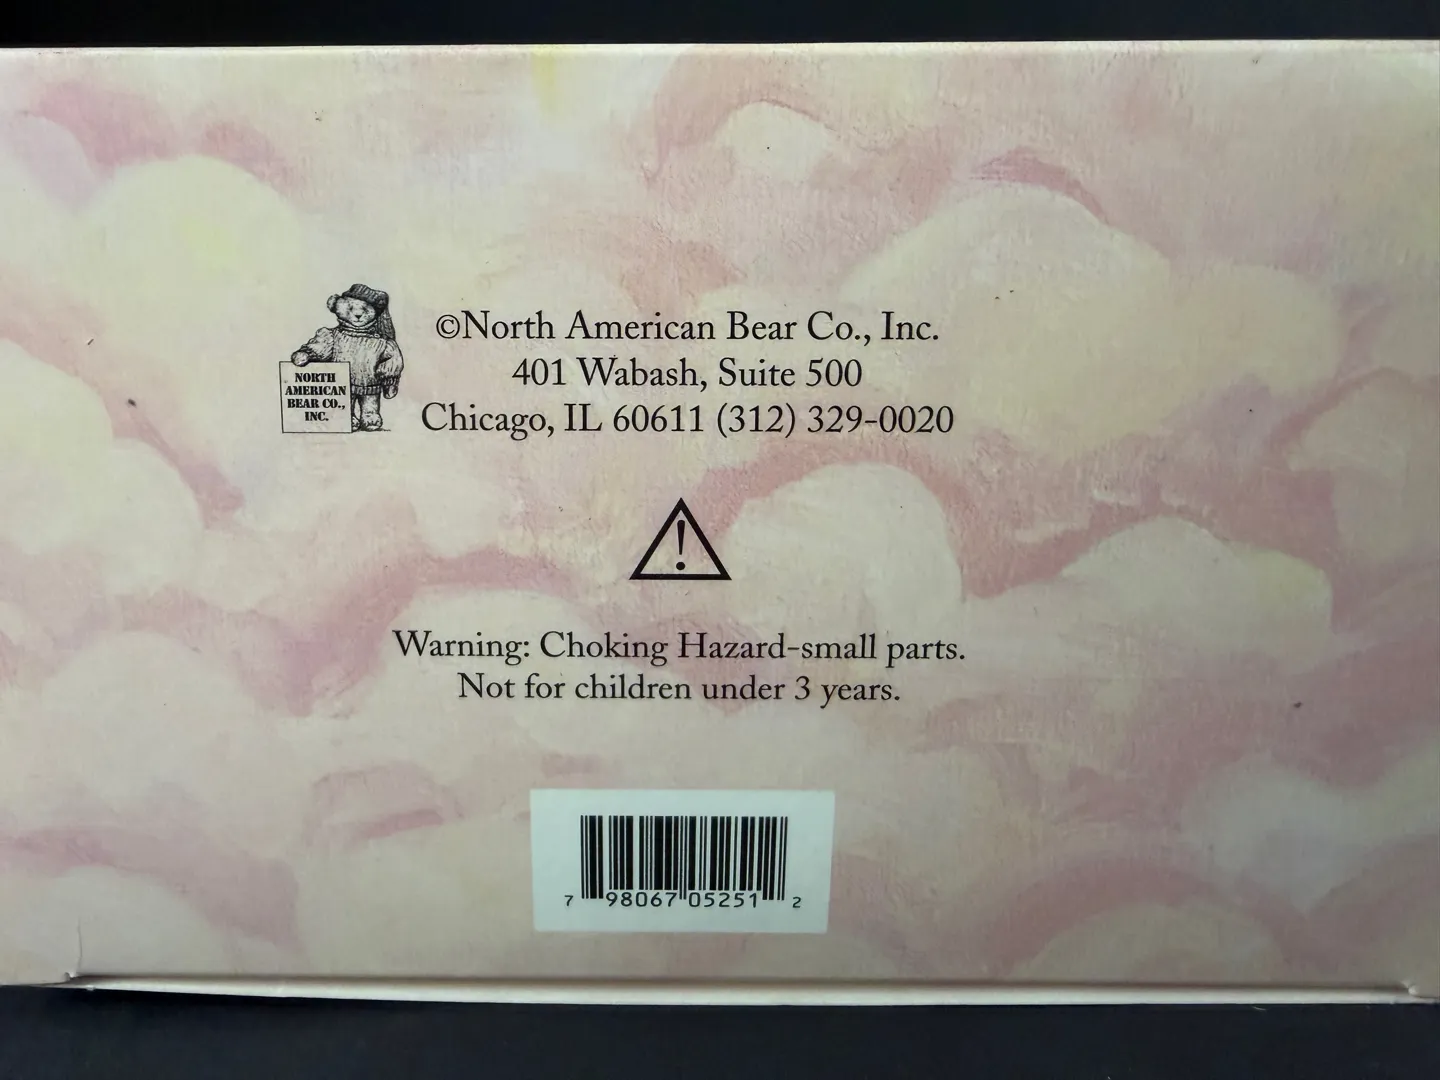 ©North American Bear Co., Inc.
401 Wabash, Suite 500
Chicago, IL 60611 (312) 329-0020
NORTH
AMERICAN
BEAR CO.,
INC.
Warning: Choking Hazard-small parts.
Not for children under 3 years.
7 98067 05251 2